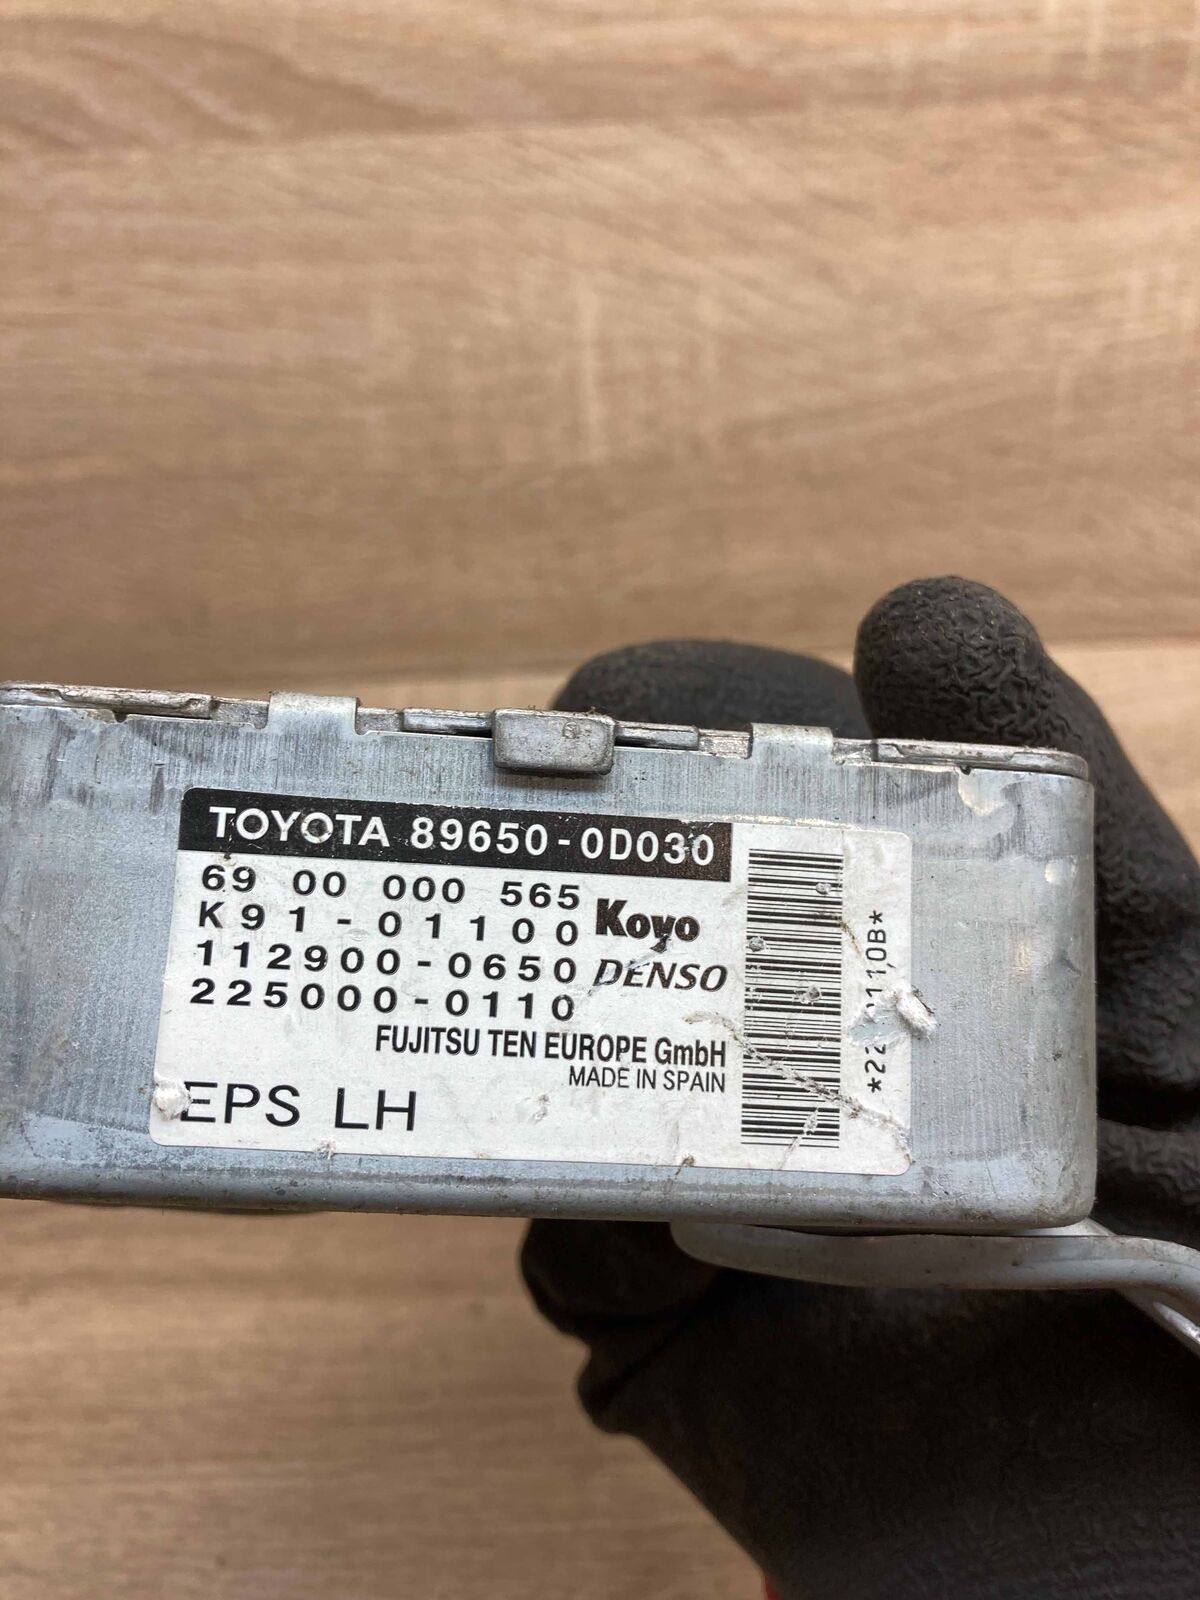 TOYOTA 89650-0D030
69 00 000 565
K91-01100 Koyo
112900-0650 DENSO
225000-0110
FUJITSU TEN EUROPE GmbH
MADE IN SPAIN
EPS LH